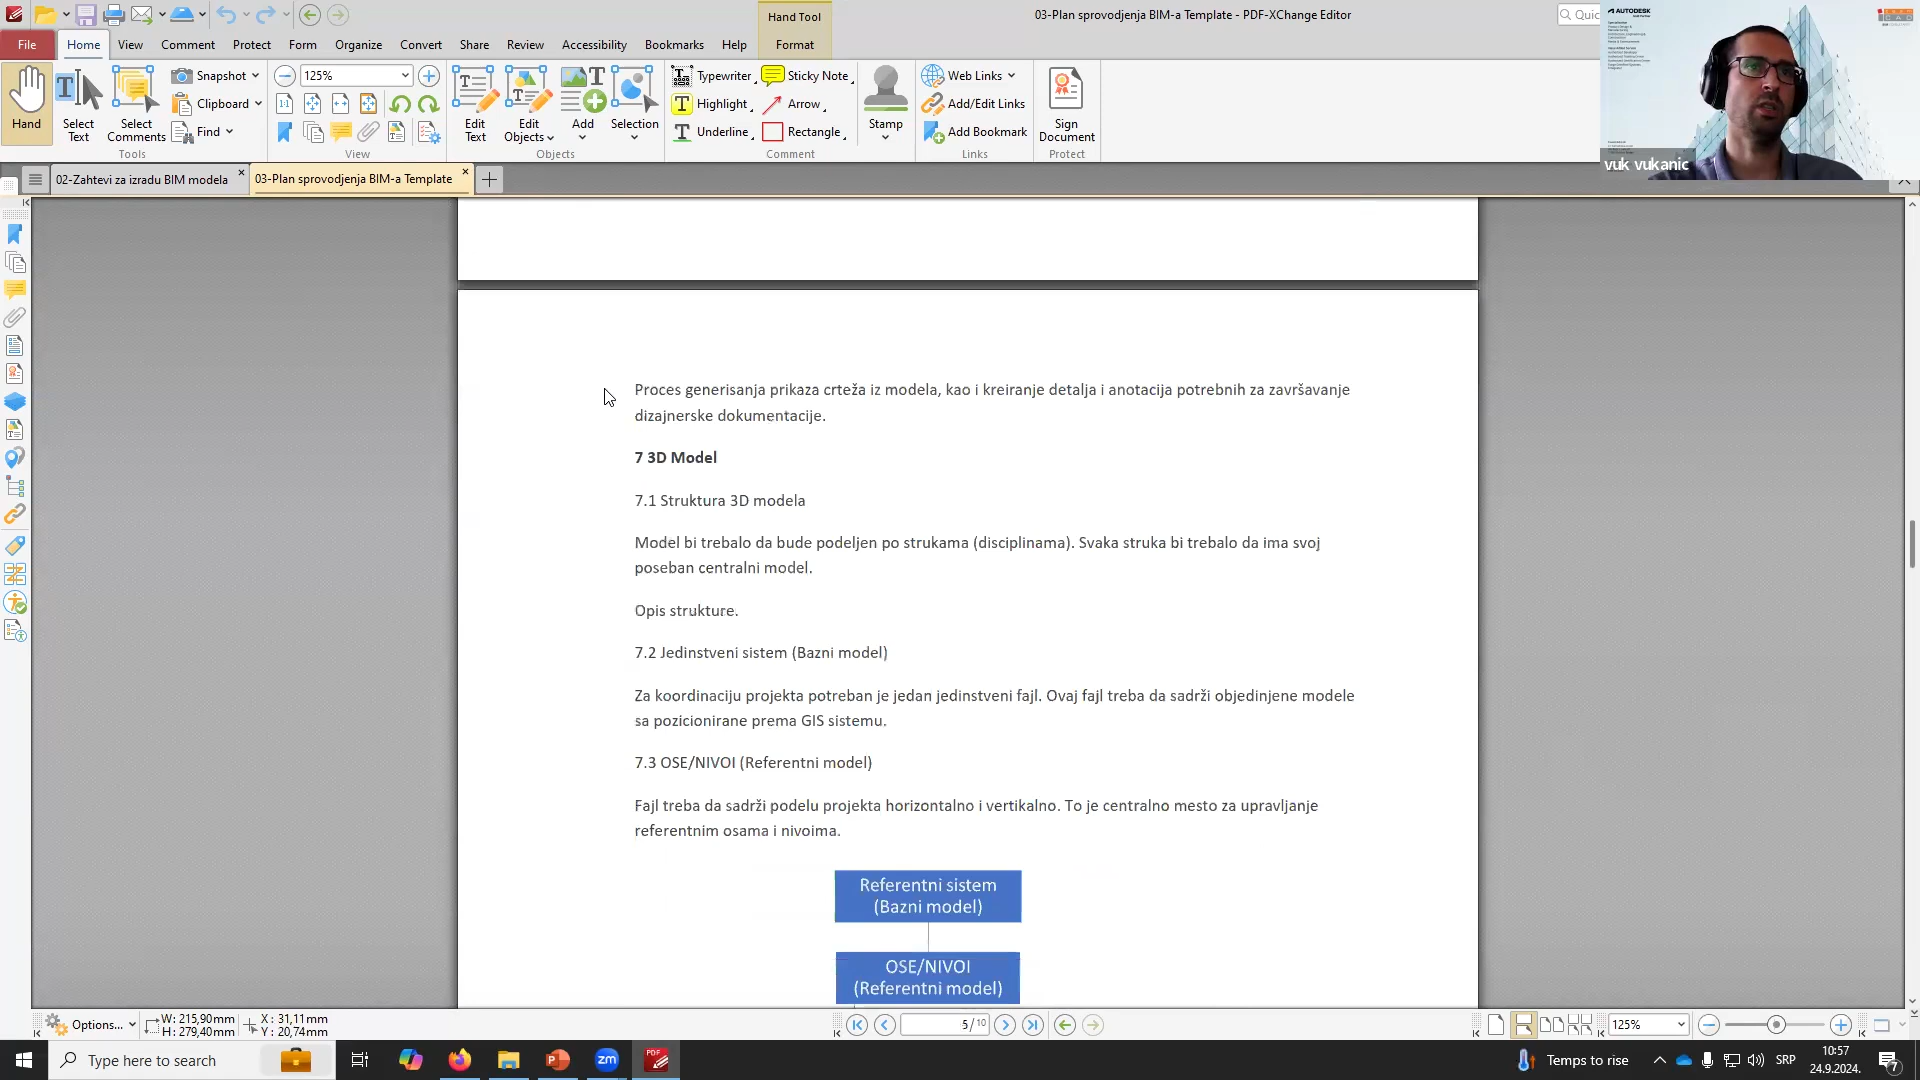 03-Plan sprovodjenja BIM-a Template - PDF-XChange Editor
Hand Tool
Quic
AUTODESK
File
Home
View
Comment
Protect
Form
Organize
Convert
Share
Review
Accessibility
Bookmarks
Help
Format
Hand
Select Text
Select Comments
Snapshot
Clipboard
Find
Tools
125%
View
Edit Text
Edit Objects
Add
Selection
Objects
Typewriter
Highlight
Underline
Sticky Note
Arrow
Rectangle
Comment
Stamp
Web Links
Add/Edit Links
Add Bookmark
Links
Sign Document
Protect
vuk vukanic
02-Zahtevi za izradu BIM modela
03-Plan sprovodjenja BIM-a Template
Proces generisanja prikaza crteža iz modela, kao i kreiranje detalja i anotacija potrebnih za završavanje
dizajnerske dokumentacije.
7 3D Model
7.1 Struktura 3D modela
Model bi trebalo da bude podeljen po strukama (disciplinama). Svaka struka bi trebalo da ima svoj
poseban centralni model.
Opis strukture.
7.2 Jedinstveni sistem (Bazni model)
Za koordinaciju projekta potreban je jedan jedinstveni fajl. Ovaj fajl treba da sadrži objedinjene modele
sa pozicionirane prema GIS sistemu.
7.3 OSE/NIVOI (Referentni model)
Fajl treba da sadrži podelu projekta horizontalno i vertikalno. To je centralno mesto za upravljanje
referentnim osama i nivoima.
Referentni sistem
(Bazni model)
OSE/NIVOI
(Referentni model)
Options...
W: 215,90mm
H: 279,40mm
X: 31,11mm
Y: 20,74mm
5 / 10
125%
Type here to search
zm
PDF
Temps to rise
SRP
10:57
24.9.2024.
7